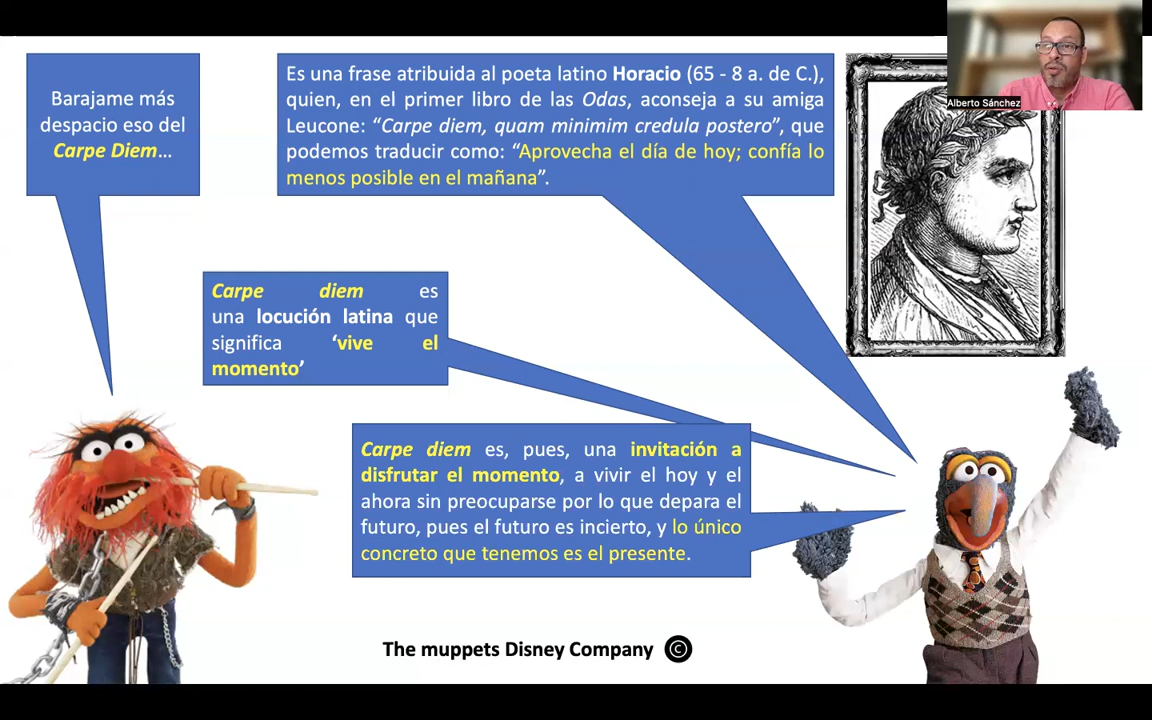 Barajame más
despacio eso del
Carpe Diem...
Es una frase atribuida al poeta latino Horacio (65 - 8 a. de C.),
quien, en el primer libro de las Odas, aconseja a su amiga
Leucone: “Carpe diem, quam minimim credula postero”, que
podemos traducir como: “Aprovecha el día de hoy; confía lo
menos posible en el mañana”.
Alberto Sánchez
Carpe diem es
una locución latina que
significa ‘vive el
momento’
Carpe diem es, pues, una invitación a
disfrutar el momento, a vivir el hoy y el
ahora sin preocuparse por lo que depara el
futuro, pues el futuro es incierto, y lo único
concreto que tenemos es el presente.
The muppets Disney Company ©